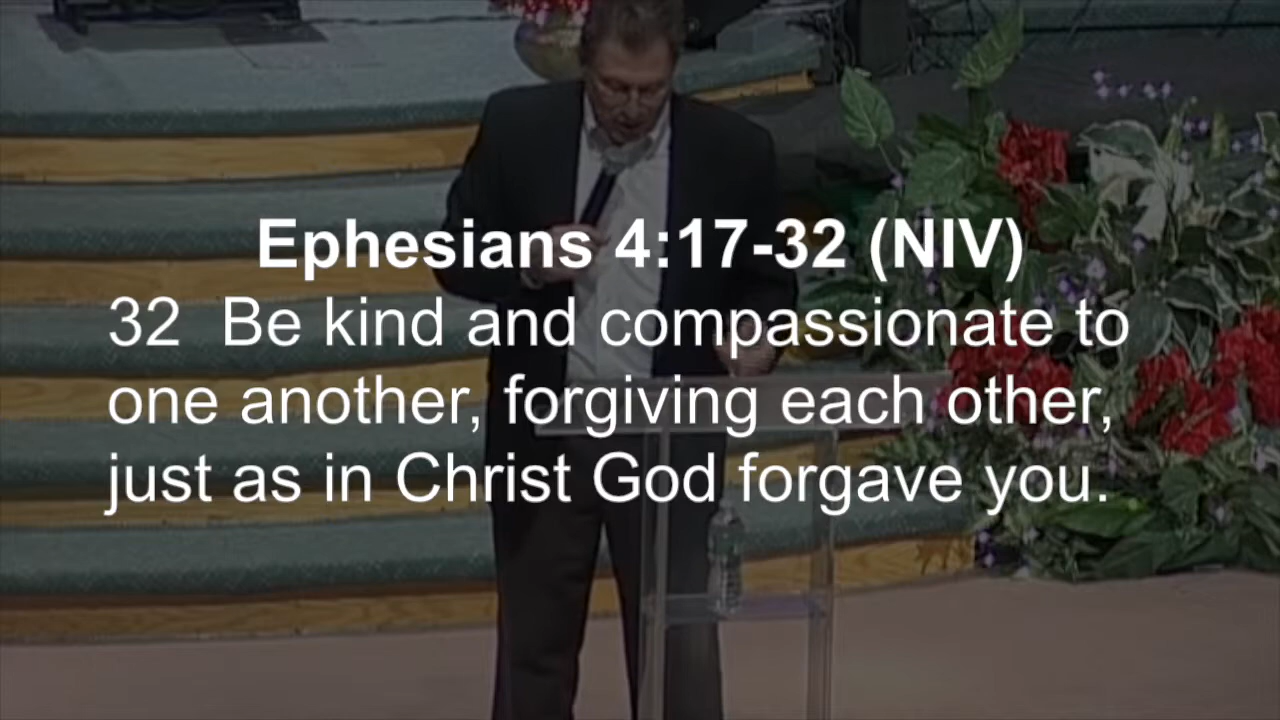 Ephesians 4:17-32 (NIV)
32  Be kind and compassionate to
one another, forgiving each other,
just as in Christ God forgave you.